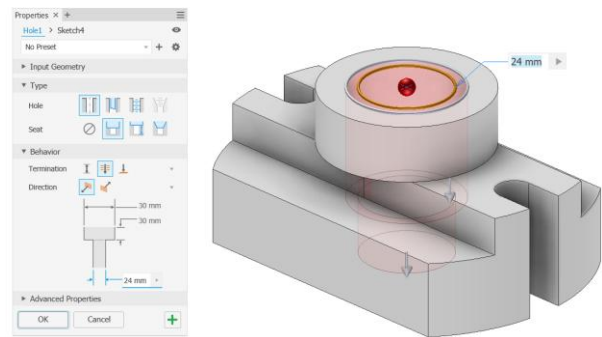 Properties × +
Hole1 > Sketch4
No Preset
Input Geometry
Type
Hole
Seat
Behavior
Termination
Direction
30 mm
30 mm
24 mm
Advanced Properties
OK Cancel
24 mm